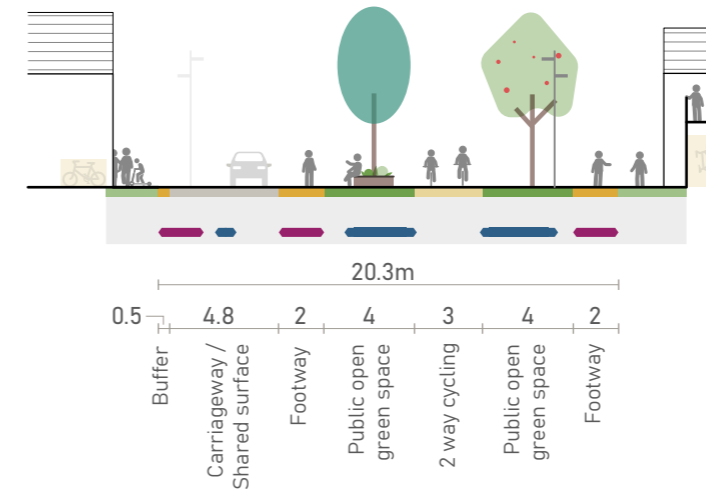 20.3m
0.5 4.8 2 4 3 4 2
Buffer
Carriageway /
Shared surface
Footway
Public open
green space
2 way cycling
Public open
green space
Footway